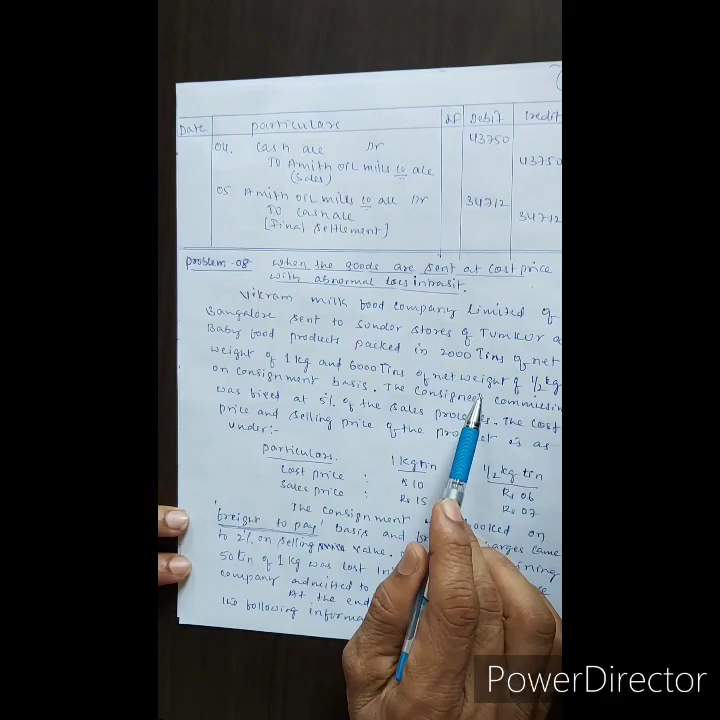 Date particulars LF Debit Credit
04. Cash a/c Dr 43750
To Amith oil mills co a/c 43750
(Sales)
05 Amith oil mills co a/c Dr 34712
To cash a/c 34712
[Final Settlement]
problem-08 when the goods are sent at cost price
with abnormal loss intransit.
Vikram milk food company limited of
Bangalore sent to Sundar stores of Tumkur a
Baby food products packed in 2000 Tins of net
weight of 1 kg and 6000 Tins of net weight of 1/2 kg
on consignment basis. The consignees commission
was fixed at 5% of the sales proceeds. The cost
price and selling price of the product is as
under:-
particulars. 1 kg tin 1/2 kg tin
cost price : 10 Rs 06
sales price : Rs 15 Rs 07
The consignment booked on
'freight to pay' basis and charges came
to 2% on selling value.
50 tin of 1 kg was lost in
company admitted to
At the end
following
PowerDirector